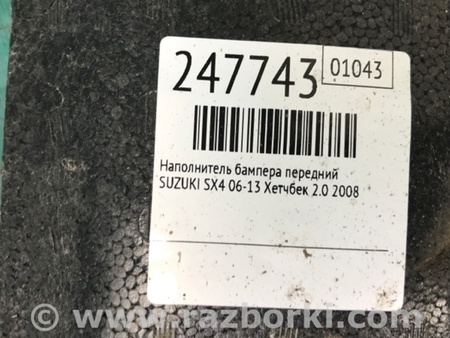 247743
01043
Наполнитель бампера передний
SUZUKI SX4 06-13 Хетчбек 2.0 2008
www.razborki.com